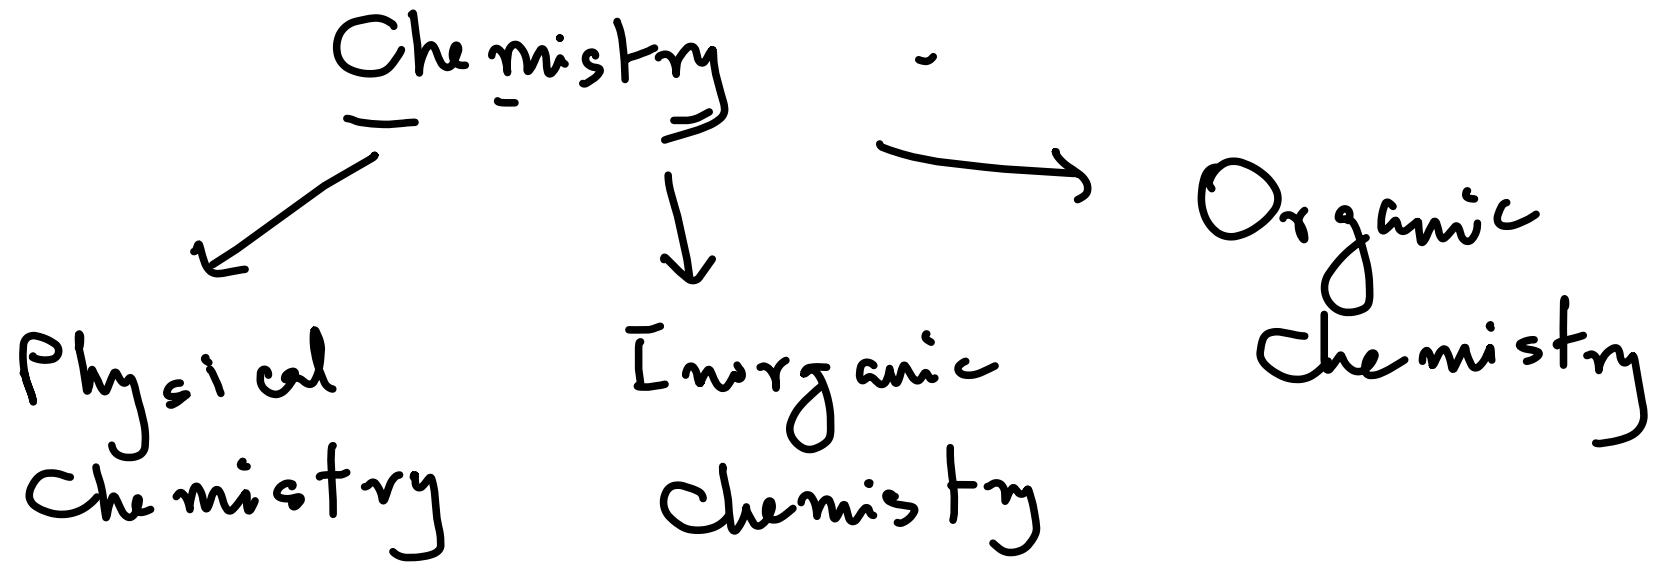 Chemistry
Physical
Chemistry
Inorganic
Chemistry
Organic
Chemistry